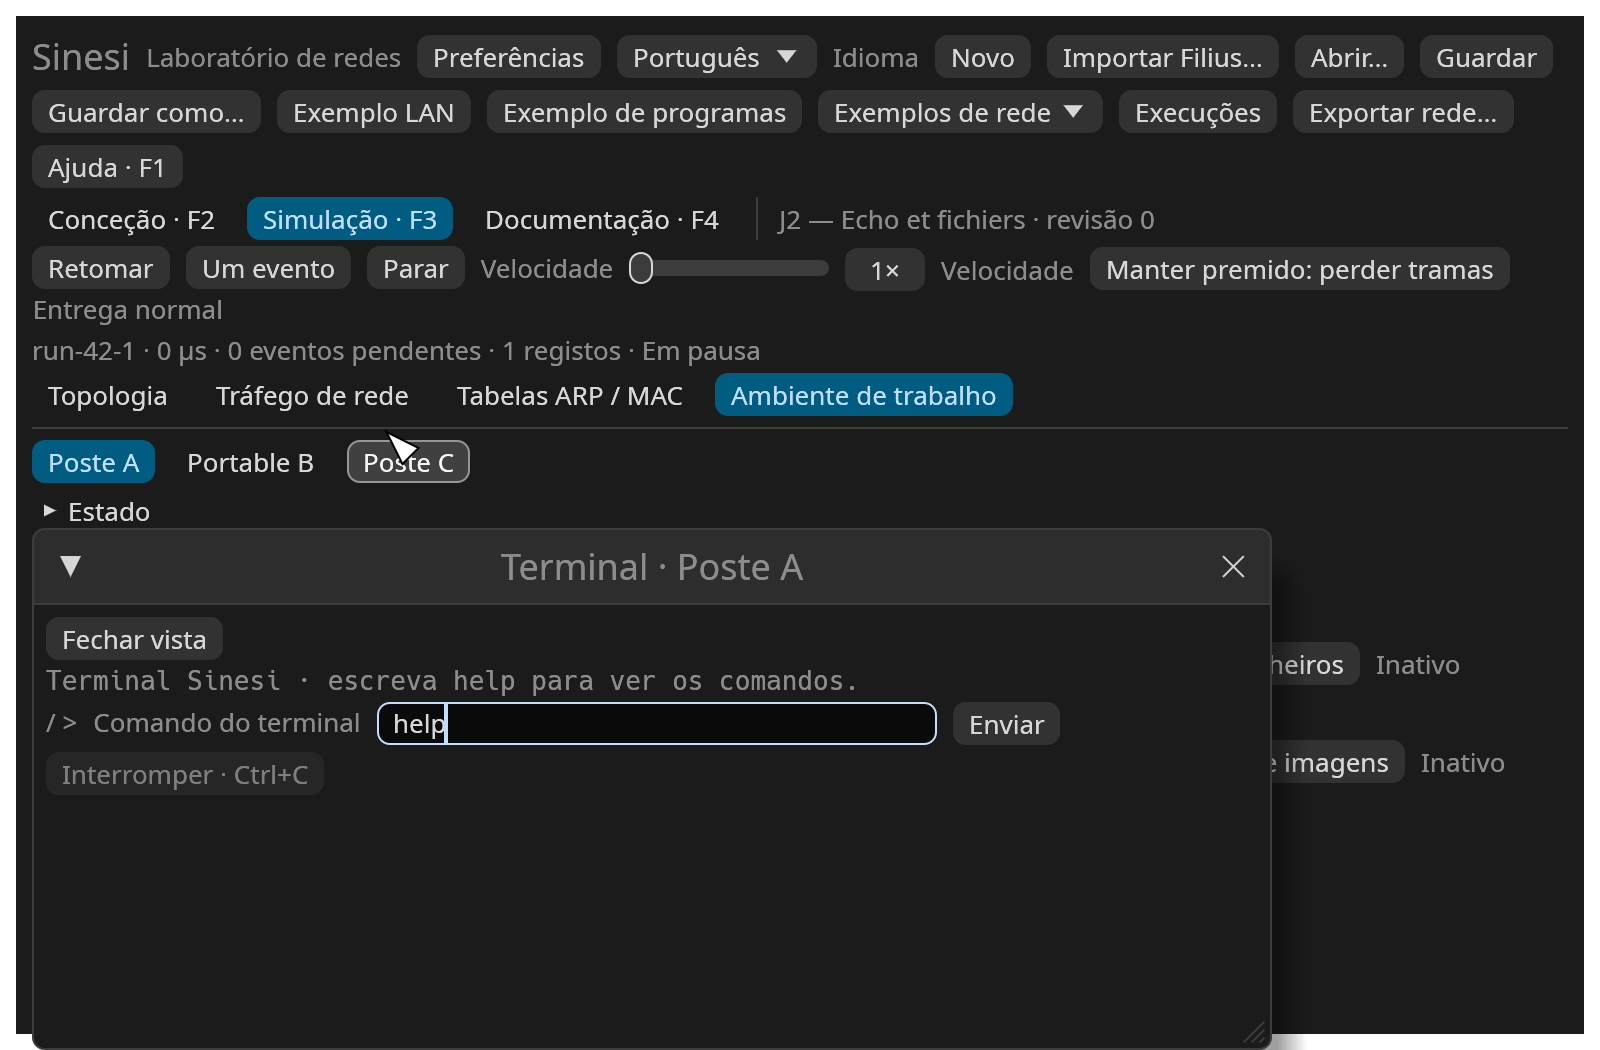 Sinesi Laboratório de redes Preferências Português Idioma Novo Importar Filius... Abrir... Guardar
Guardar como... Exemplo LAN Exemplo de programas Exemplos de rede Execuções Exportar rede...
Ajuda · F1
Conceção · F2 Simulação · F3 Documentação · F4 J2 — Echo et fichiers · revisão 0
Retomar Um evento Parar Velocidade 1× Velocidade Manter premido: perder tramas
Entrega normal
run-42-1 · 0 µs · 0 eventos pendentes · 1 registos · Em pausa
Topologia Tráfego de rede Tabelas ARP / MAC Ambiente de trabalho
Poste A Portable B Poste C
Estado
Terminal · Poste A
Fechar vista
heiros Inativo
Terminal Sinesi · escreva help para ver os comandos.
/ > Comando do terminal help Enviar
e imagens Inativo
Interromper · Ctrl+C